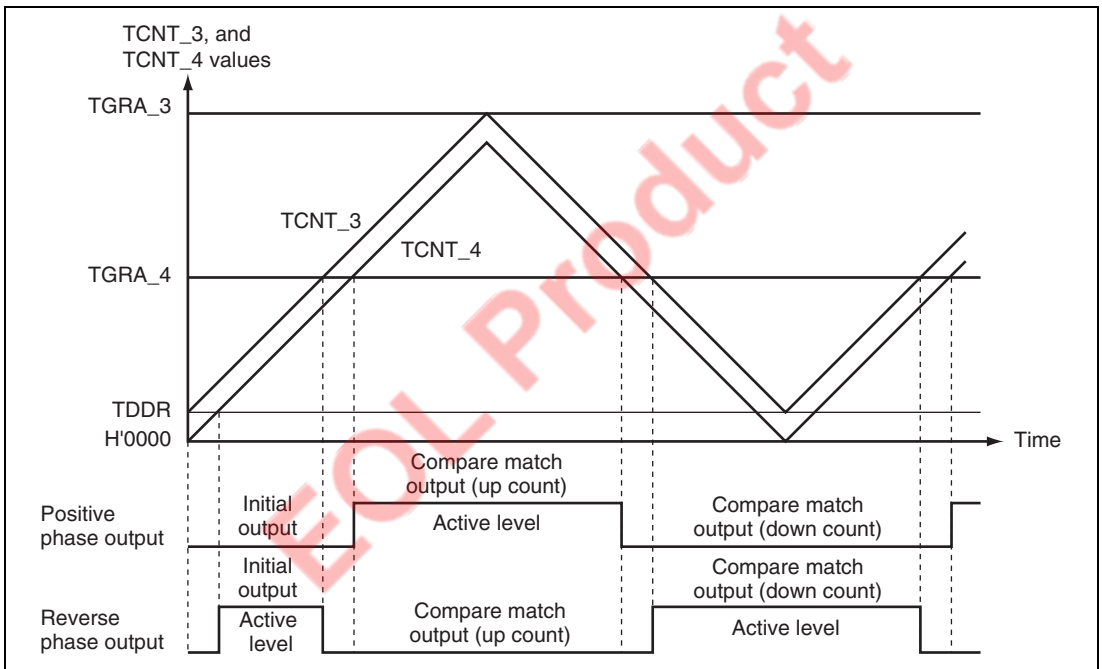 TCNT_3, and
TCNT_4 values
TGRA_3
TCNT_3
TCNT_4
TGRA_4
TDDR
H'0000
Time
EOL Product
Compare match
output (up count)
Positive
phase output
Initial
output
Active level
Compare match
output (down count)
Initial
output
Compare match
output (down count)
Reverse
phase output
Active
level
Compare match
output (up count)
Active level